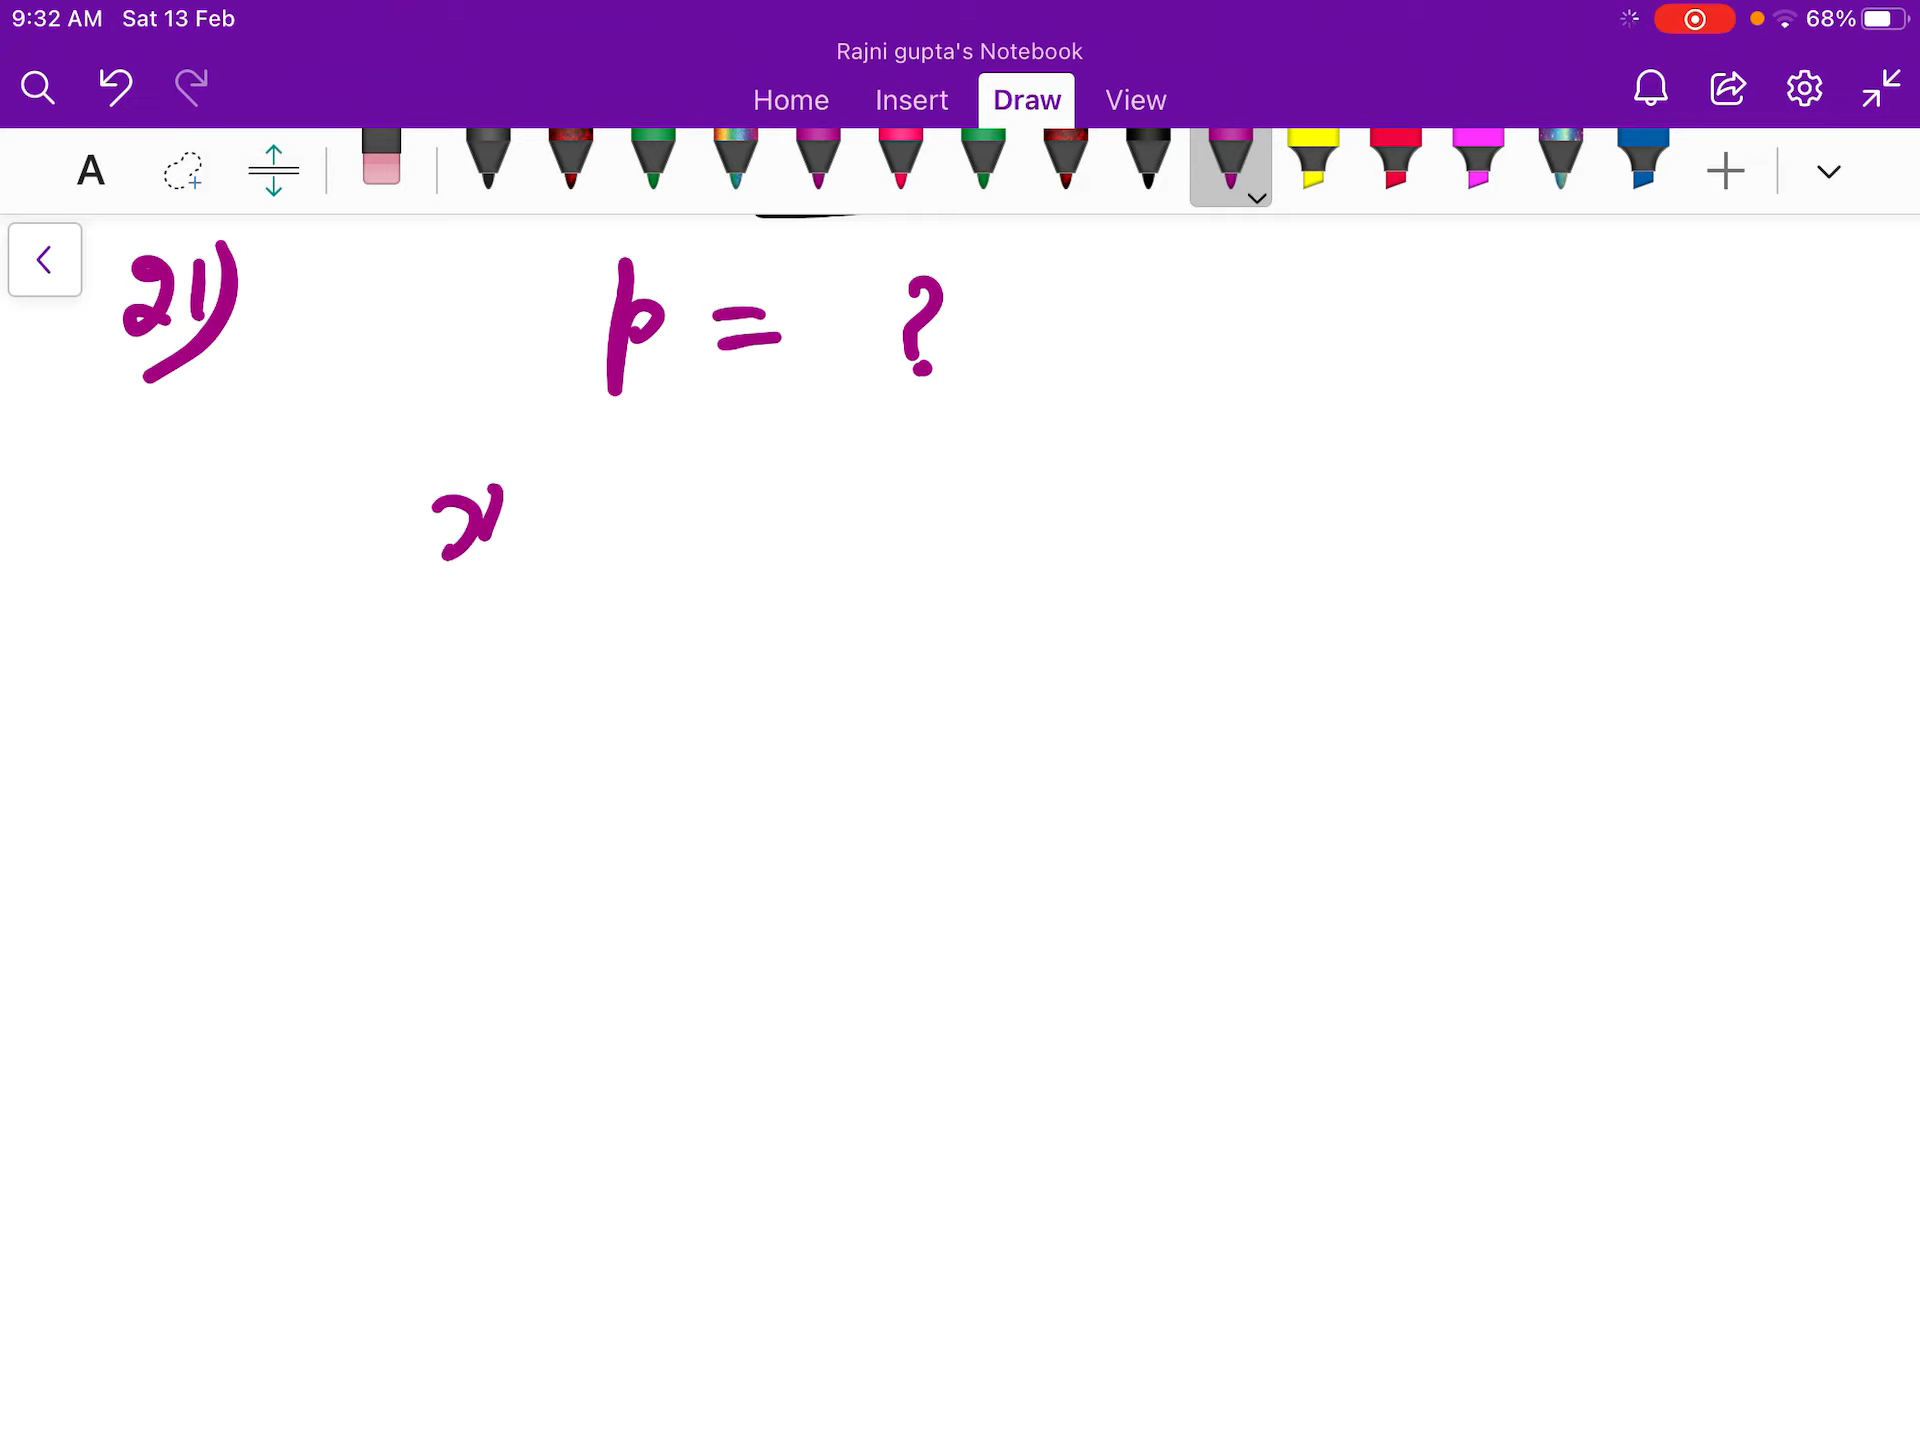 9:32 AM Sat 13 Feb 68%
Rajni gupta's Notebook
Home Insert Draw View
A
21) p = ?
x